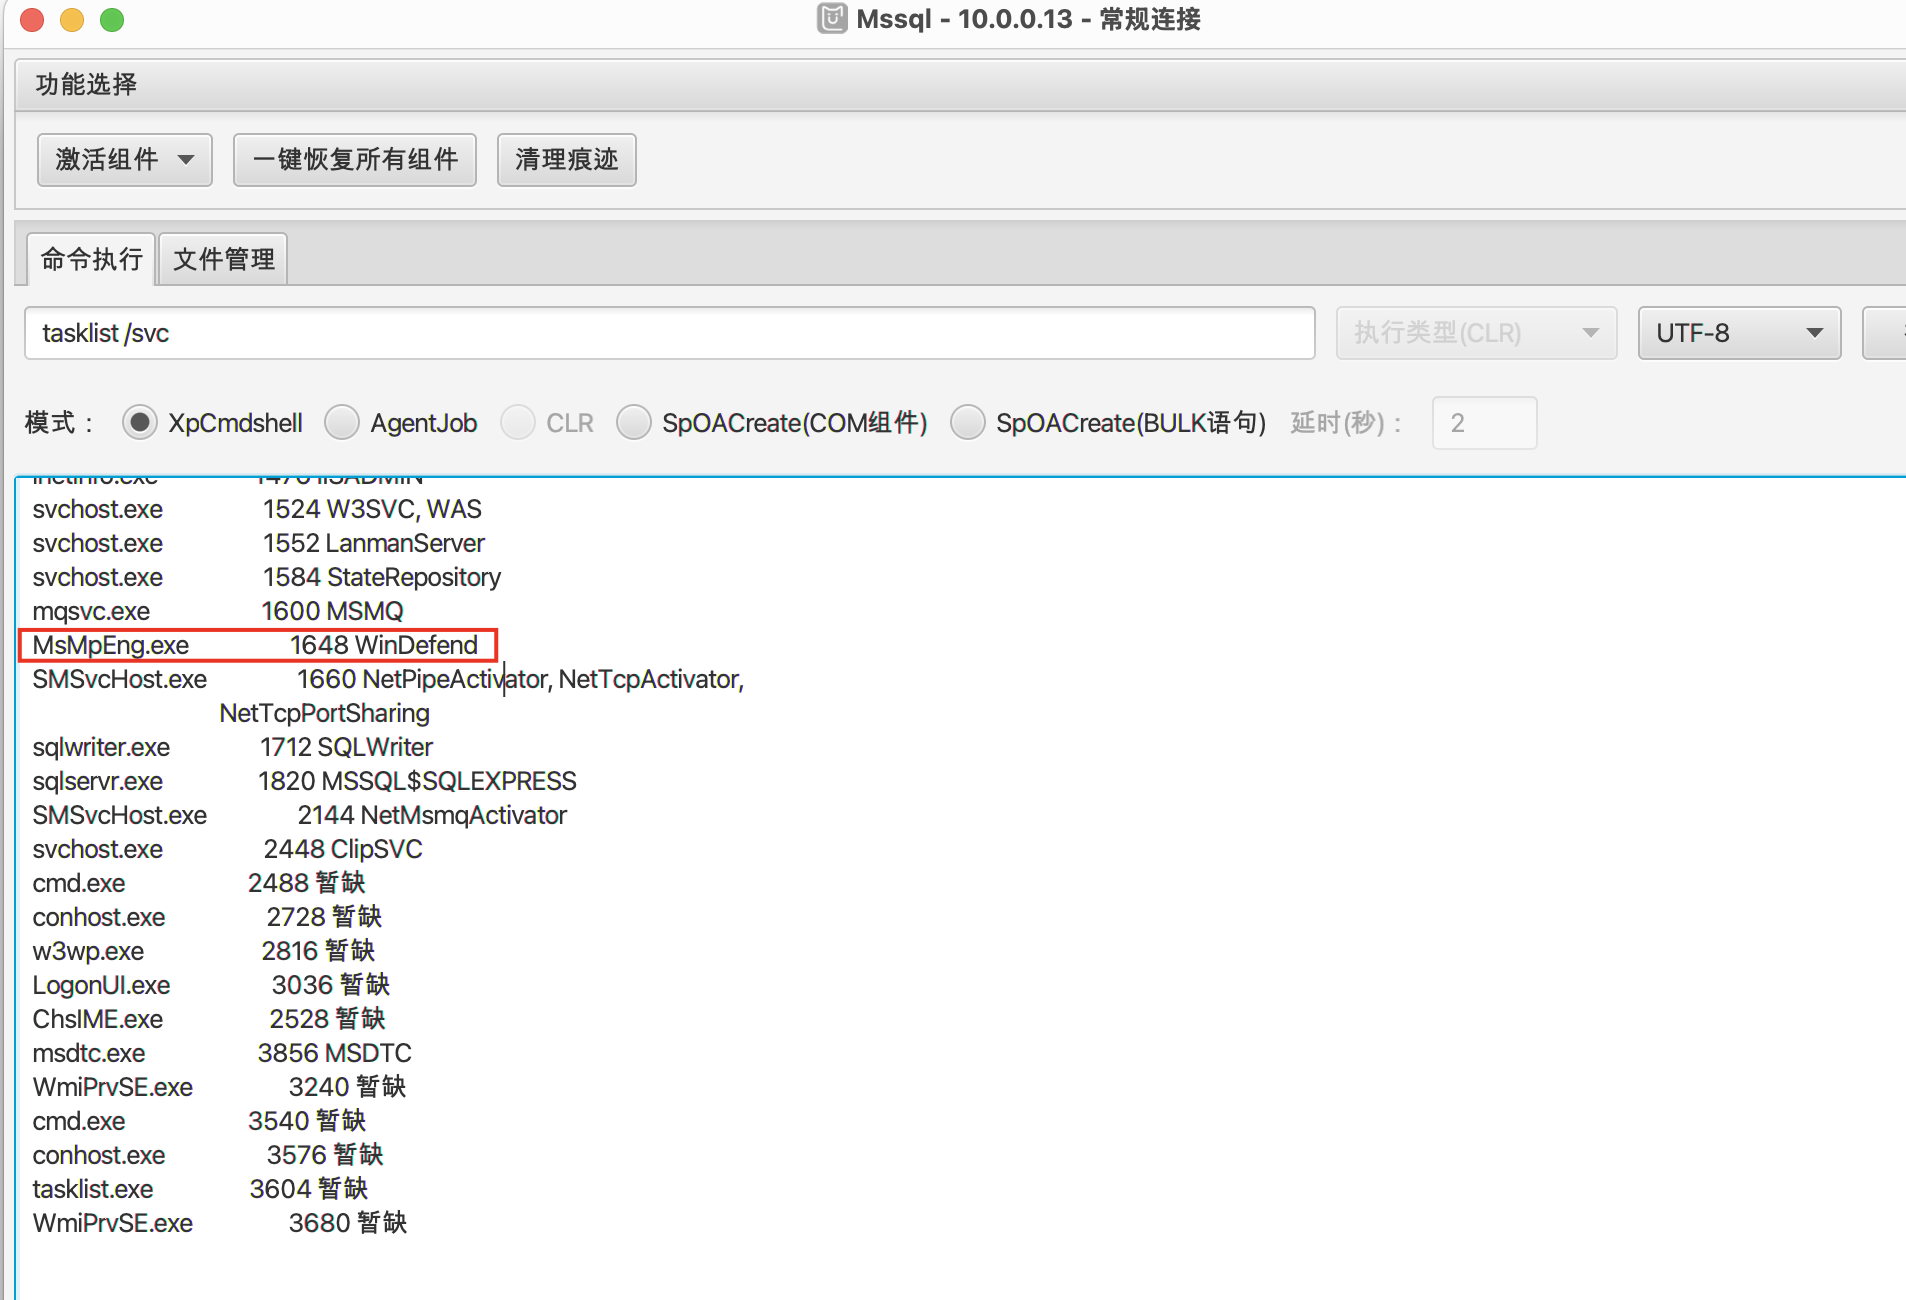 Mssql - 10.0.0.13 - 常规连接
功能选择
激活组件 一键恢复所有组件 清理痕迹
命令执行 文件管理
tasklist /svc 执行类型(CLR) UTF-8
模式： XpCmdshell AgentJob CLR SpOACreate(COM组件) SpOACreate(BULK语句) 延时(秒)： 2
svchost.exe 1524 W3SVC, WAS
svchost.exe 1552 LanmanServer
svchost.exe 1584 StateRepository
mqsvc.exe 1600 MSMQ
MsMpEng.exe 1648 WinDefend
SMSvcHost.exe 1660 NetPipeActivator, NetTcpActivator,
NetTcpPortSharing
sqlwriter.exe 1712 SQLWriter
sqlservr.exe 1820 MSSQL$SQLEXPRESS
SMSvcHost.exe 2144 NetMsmqActivator
svchost.exe 2448 ClipSVC
cmd.exe 2488 暂缺
conhost.exe 2728 暂缺
w3wp.exe 2816 暂缺
LogonUI.exe 3036 暂缺
ChsIME.exe 2528 暂缺
msdtc.exe 3856 MSDTC
WmiPrvSE.exe 3240 暂缺
cmd.exe 3540 暂缺
conhost.exe 3576 暂缺
tasklist.exe 3604 暂缺
WmiPrvSE.exe 3680 暂缺